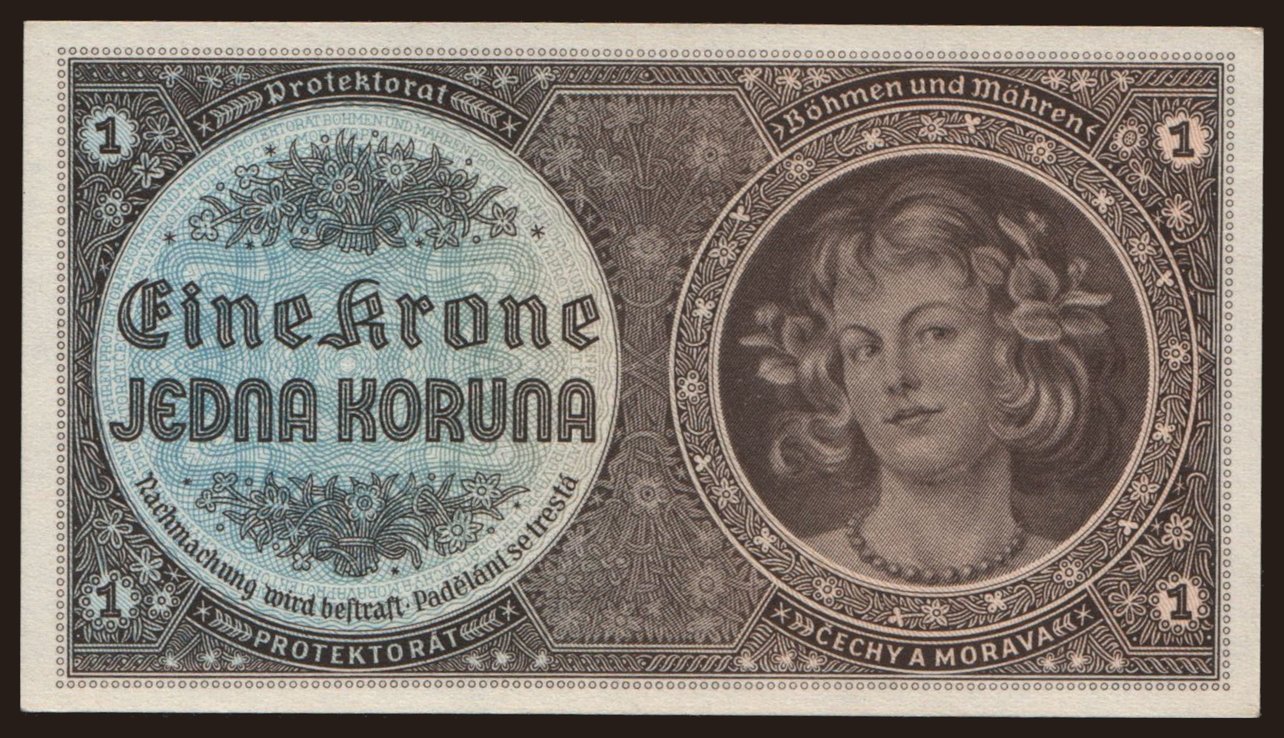 Protektorat
Böhmen und Mähren
1
1
Eine Krone
JEDNA KORUNA
Nachmachung wird bestraft · Padělání se trestá
1
1
PROTEKTORÁT
ČECHY A MORAVA